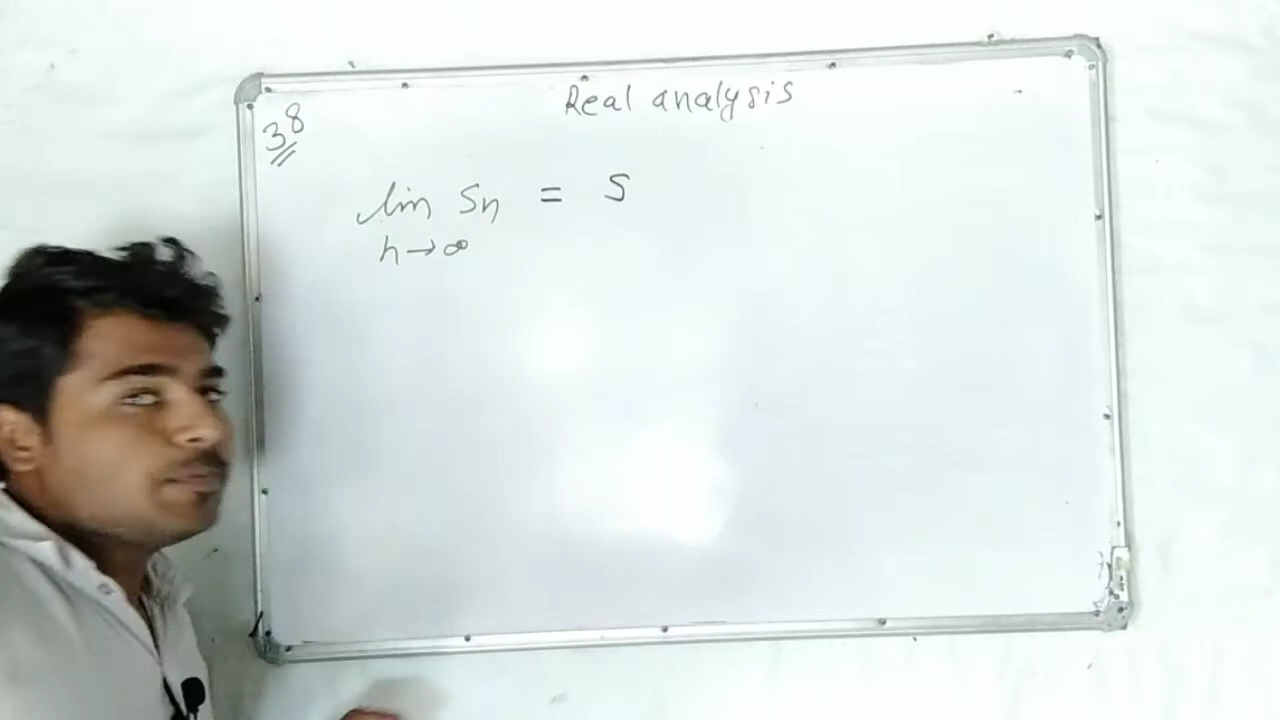 Real analysis
38
lim Sn = S
n→∞